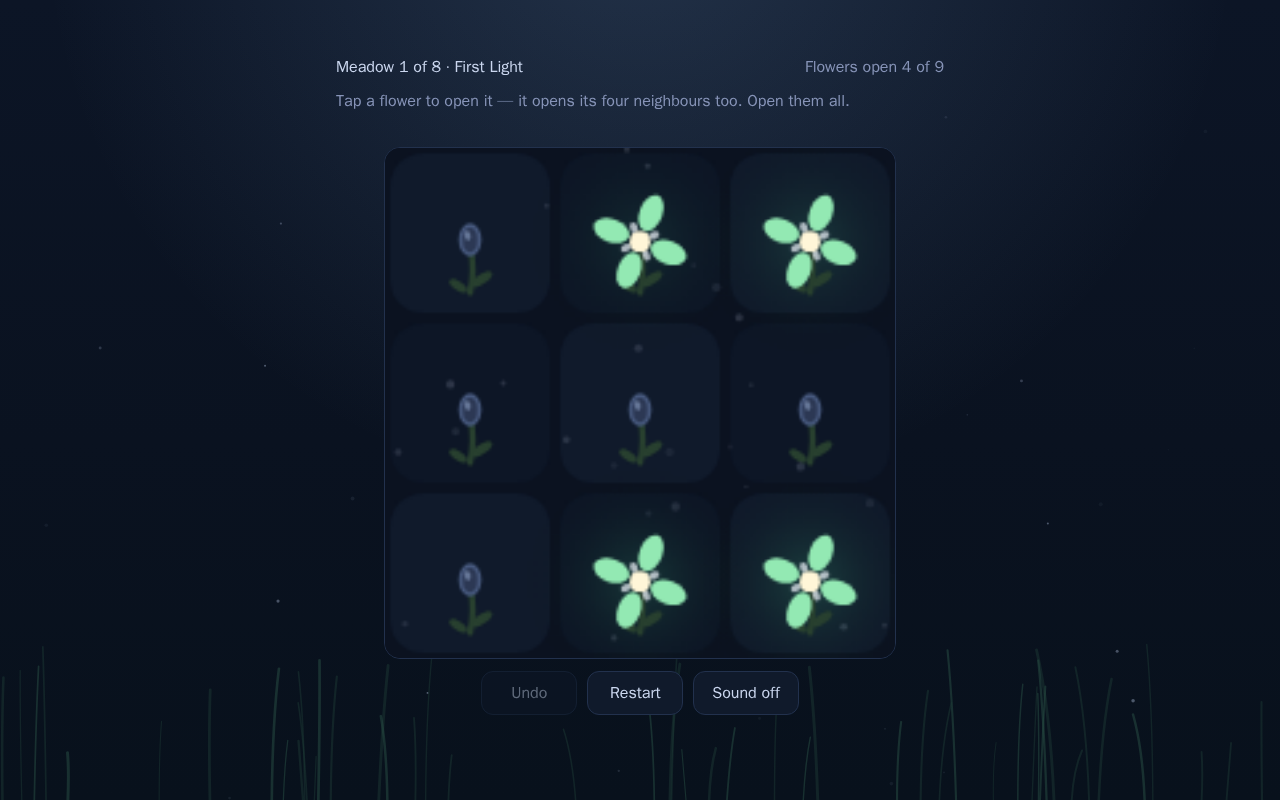 Meadow 1 of 8 · First Light
Flowers open 4 of 9
Tap a flower to open it — it opens its four neighbours too. Open them all.
Undo
Restart
Sound off